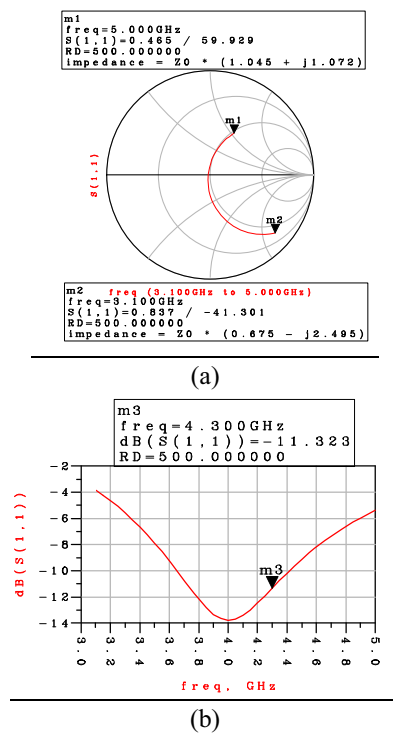 m1
freq=5.000GHz
S(1,1)=0.465 / 59.929
RD=500.000000
impedance = Z0 * (1.045 + j1.072)
m1
S(1,1)
m2
m2 freq (3.100GHz to 5.000GHz)
freq=3.100GHz
S(1,1)=0.837 / -41.301
RD=500.000000
impedance = Z0 * (0.675 - j2.495)
(a)
m3
freq=4.300GHz
dB(S(1,1))=-11.323
RD=500.000000
-2
-4
-6
-8
-10
-12
-14
dB(S(1,1))
m3
3.0 3.2 3.4 3.6 3.8 4.0 4.2 4.4 4.6 4.8 5.0
freq, GHz
(b)